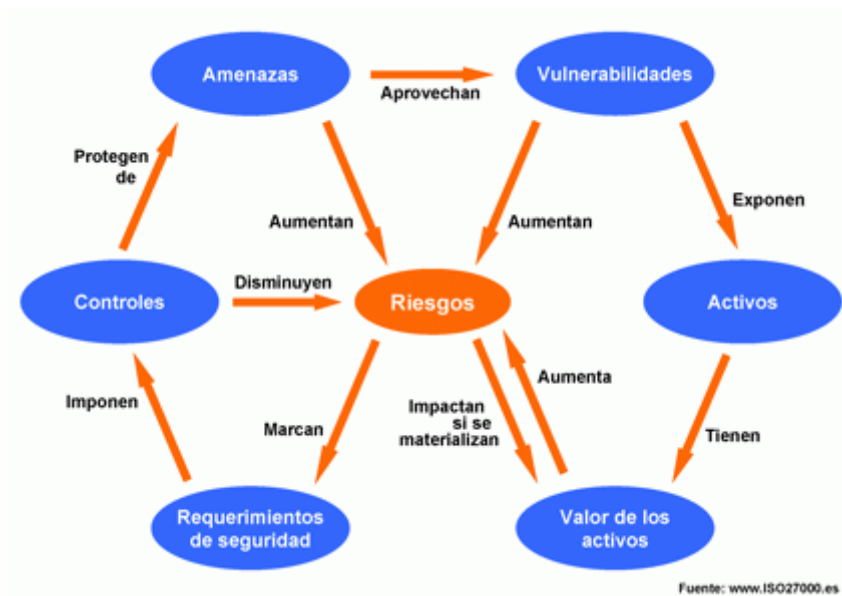 Amenazas
Aprovechan
Vulnerabilidades
Protegen
de
Aumentan
Aumentan
Exponen
Controles
Disminuyen
Riesgos
Activos
Imponen
Marcan
Impactan
si se
materializan
Aumenta
Tienen
Requerimientos
de seguridad
Valor de los
activos
Fuente: www.ISO27000.es